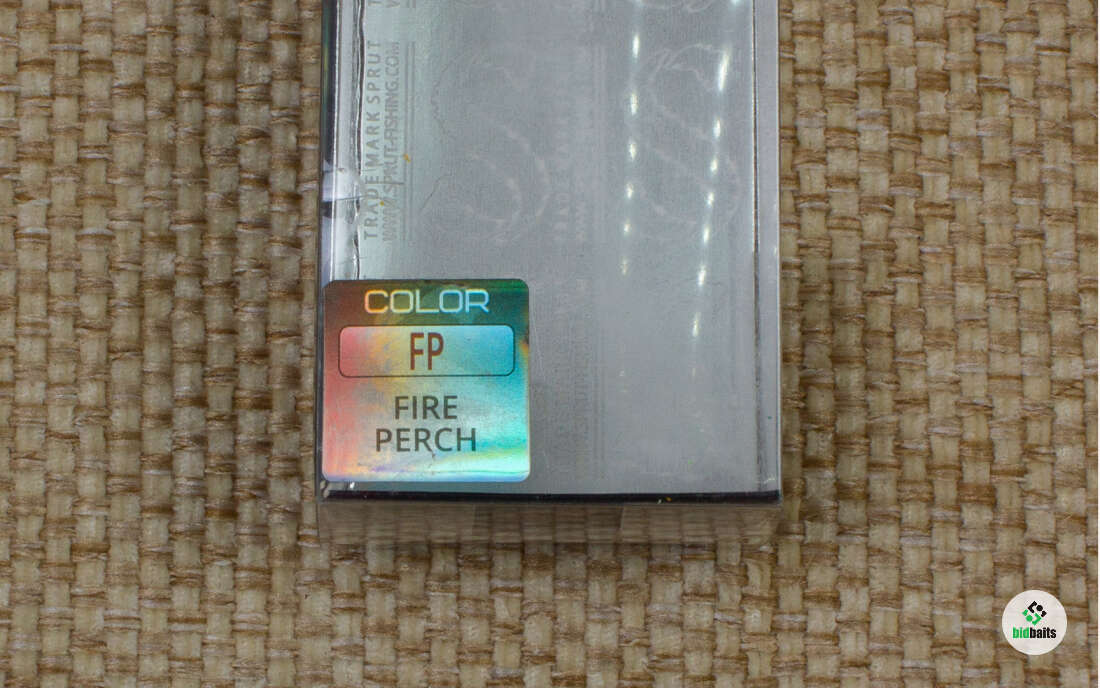 TRADE MARK SPRUT
WWW.SPRUT-FISHING.COM
COLOR
FP
FIRE
PERCH
bidbaits